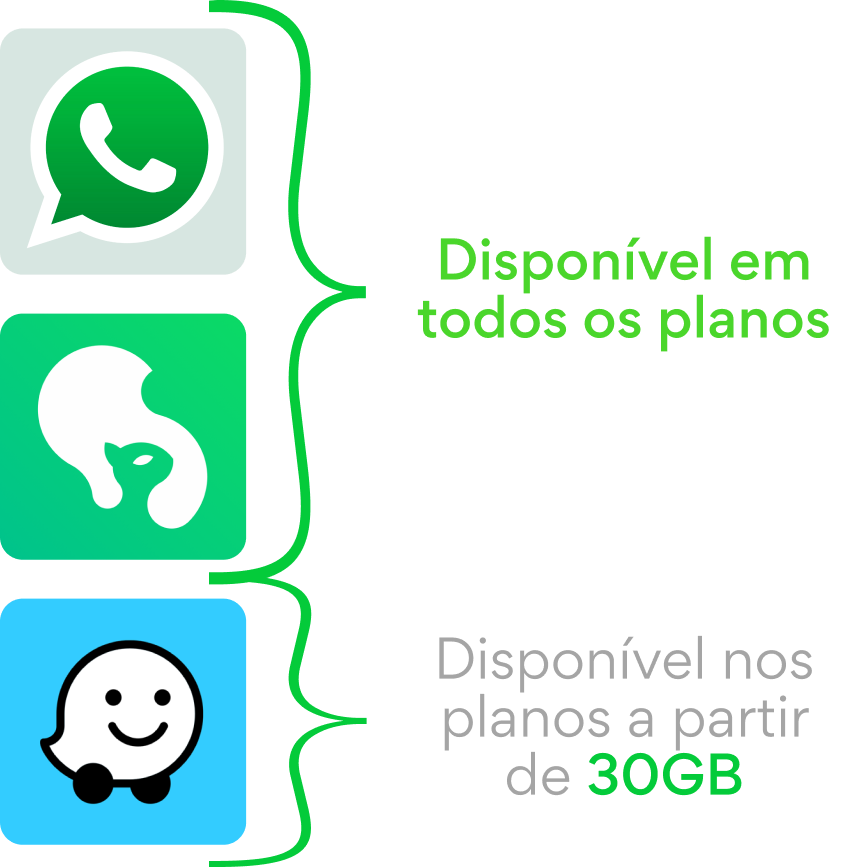 Disponível em
todos os planos
Disponível nos
planos a partir
de 30GB